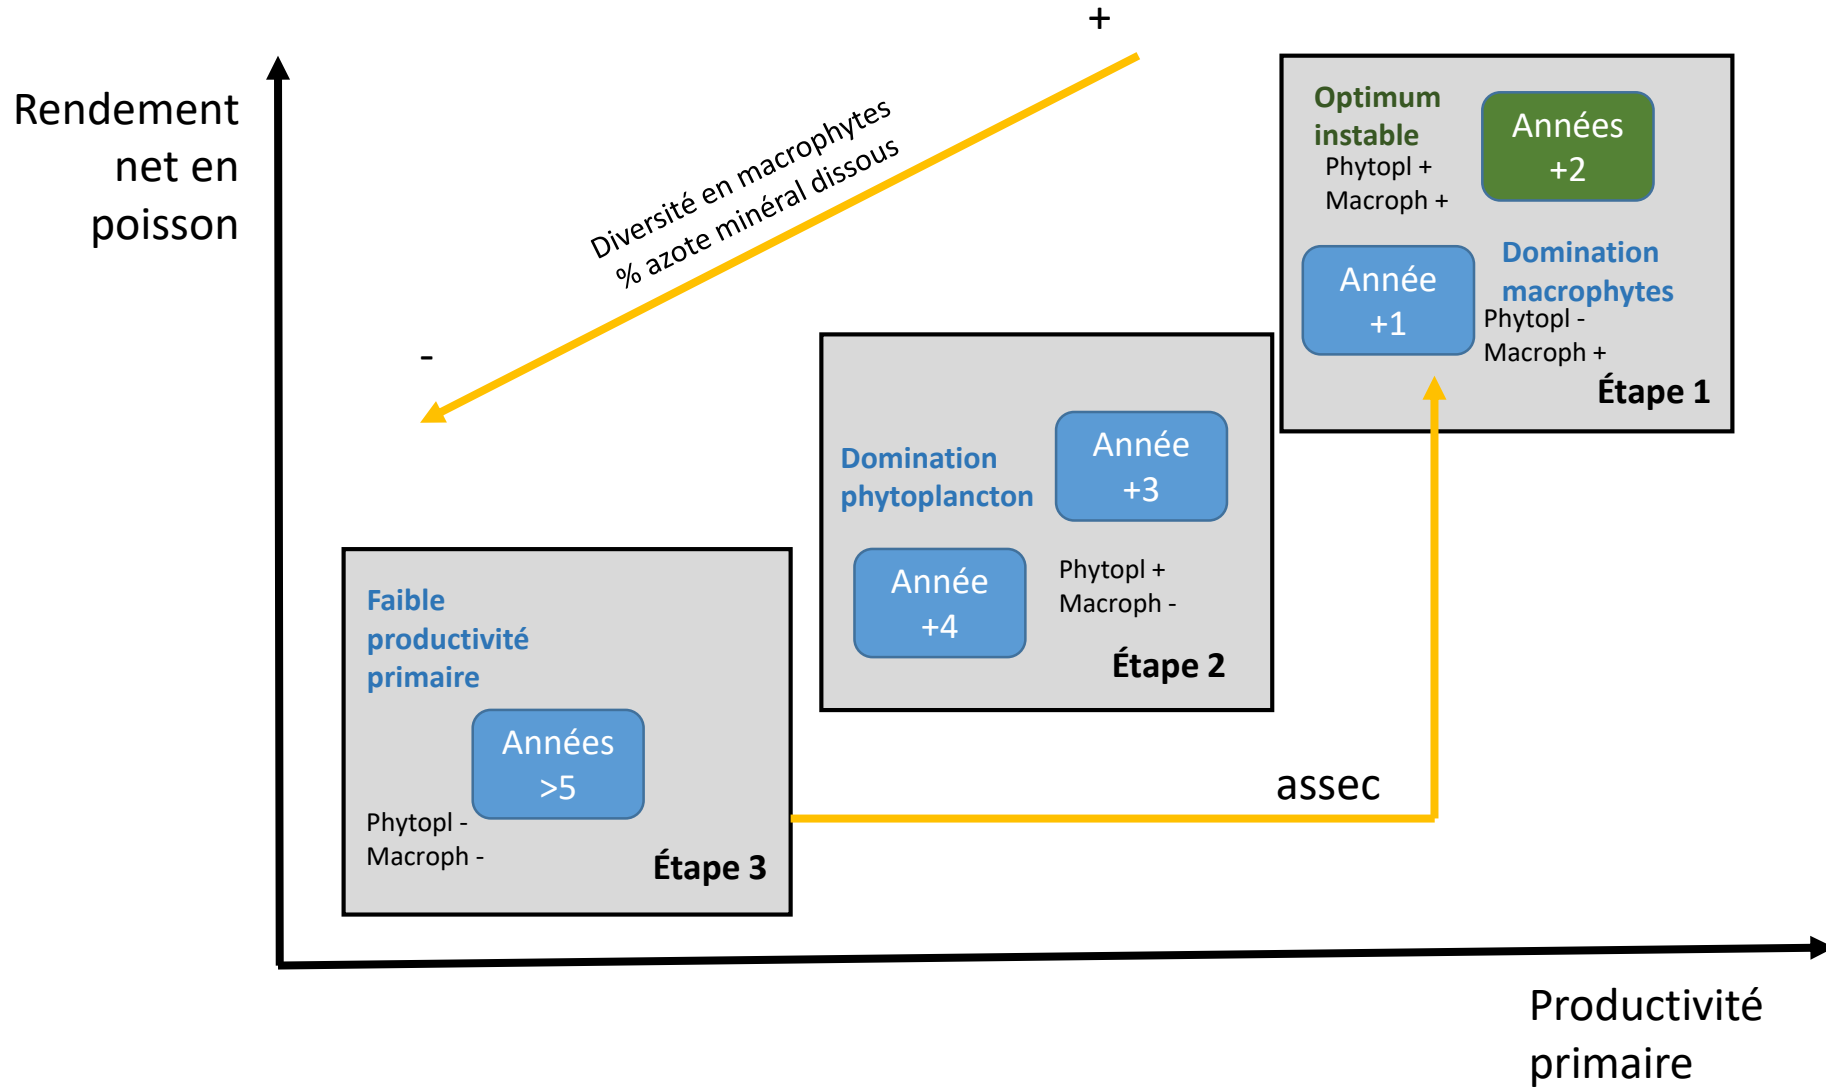 +
Rendement
net en
poisson
Diversité en macrophytes
% azote minéral dissous
-
Optimum
instable
Phytopl +
Macroph +
Années
+2
Année
+1
Domination
macrophytes
Phytopl -
Macroph +
Étape 1
Domination
phytoplancton
Année
+3
Année
+4
Phytopl +
Macroph -
Étape 2
Faible
productivité
primaire
Années
>5
Phytopl -
Macroph -
Étape 3
assec
Productivité
primaire